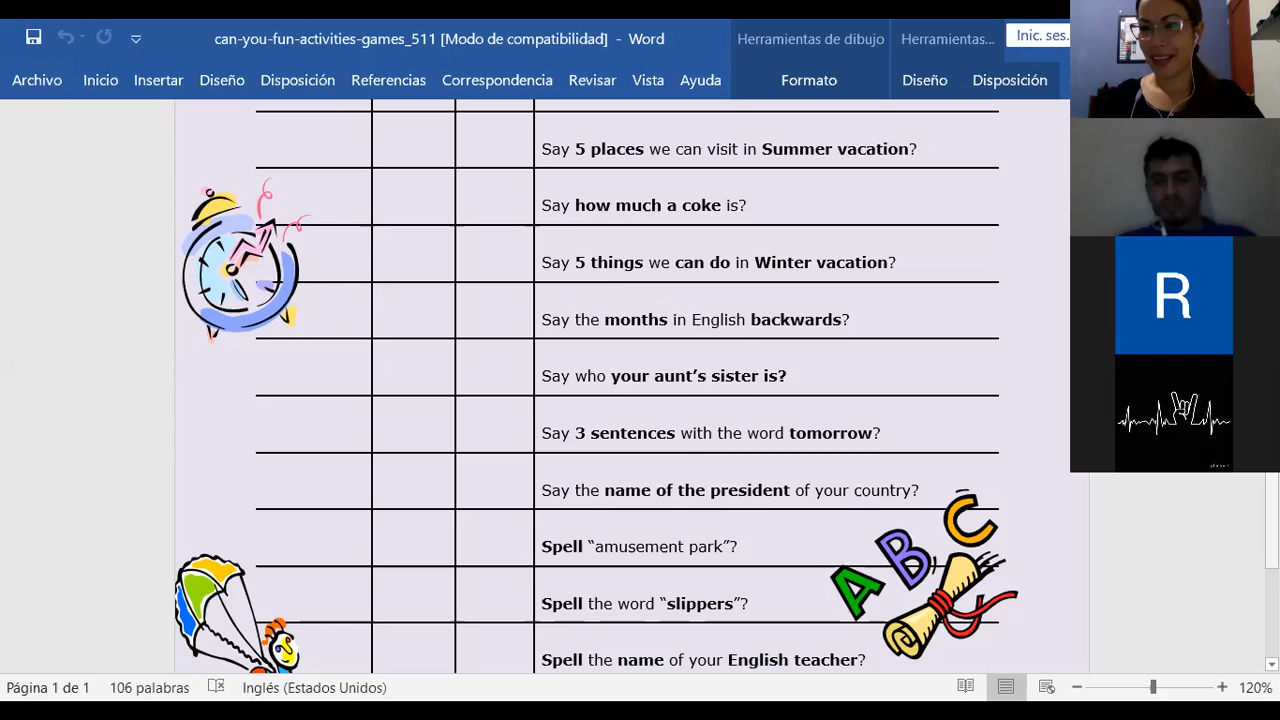 can-you-fun-activities-games_511 [Modo de compatibilidad] - Word
Herramientas de dibujo
Herramientas...
Inic. ses.
Archivo Inicio Insertar Diseño Disposición Referencias Correspondencia Revisar Vista Ayuda Formato Diseño Disposición
Say 5 places we can visit in Summer vacation?
Say how much a coke is?
Say 5 things we can do in Winter vacation?
Say the months in English backwards?
Say who your aunt's sister is?
Say 3 sentences with the word tomorrow?
Say the name of the president of your country?
Spell "amusement park"?
Spell the word "slippers"?
Spell the name of your English teacher?
A B C
R
Página 1 de 1 106 palabras Inglés (Estados Unidos) 120%